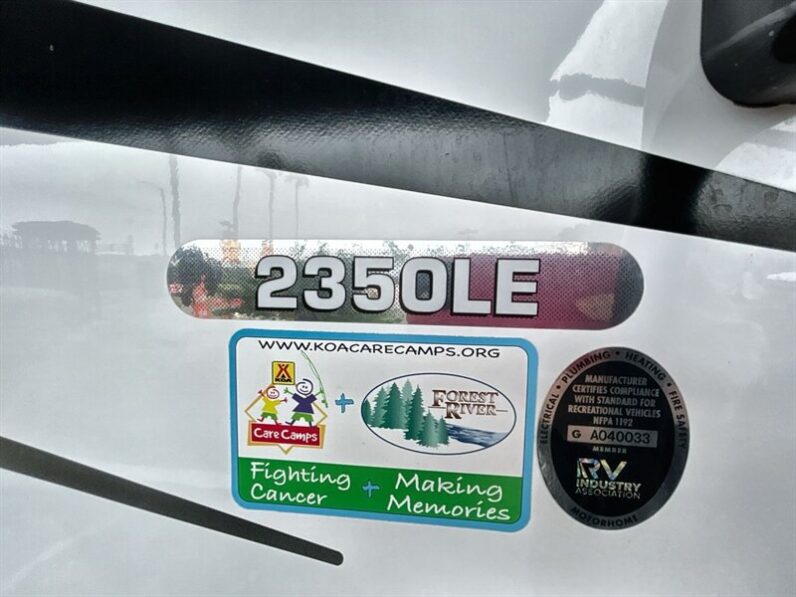 2350LE
WWW.KOACARECAMPS.ORG
KOA
Care Camps
+
FOREST
RIVER
Fighting
Cancer
+
Making
Memories
ELECTRICAL • PLUMBING • HEATING • FIRE SAFETY
MANUFACTURER
CERTIFIES COMPLIANCE
WITH STANDARD FOR
RECREATIONAL VEHICLES
NFPA 1192
G A040033
MEMBER
RV
INDUSTRY
ASSOCIATION
MOTORHOME